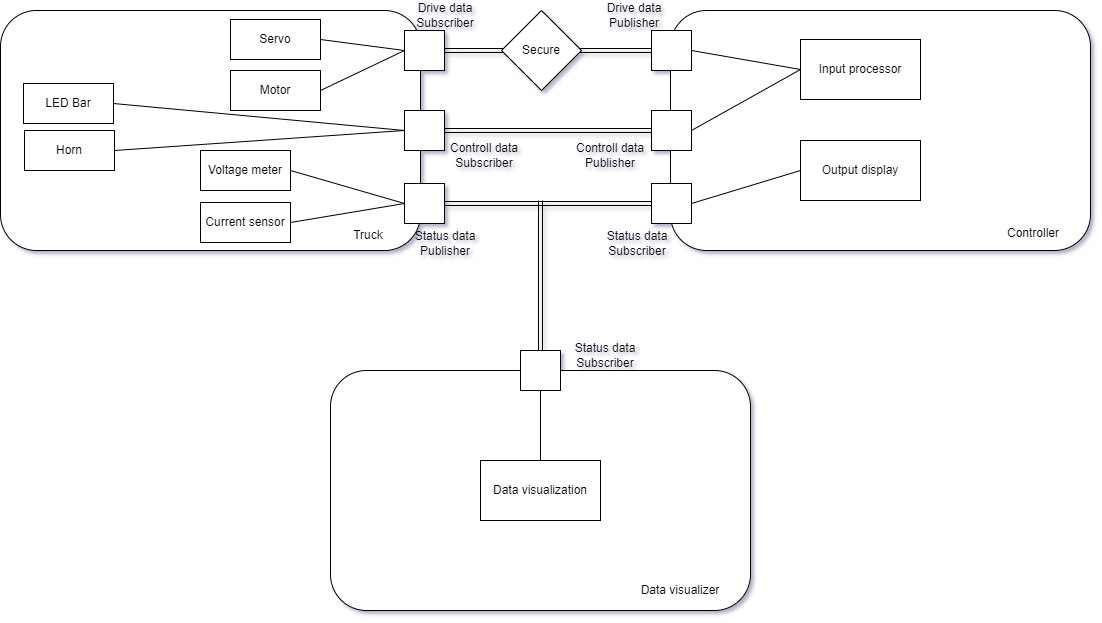 Drive data
Subscriber
Drive data
Publisher
Servo
Secure
Input processor
Motor
LED Bar
Horn
Controll data
Subscriber
Controll data
Publisher
Voltage meter
Output display
Current sensor
Truck
Status data
Publisher
Status data
Subscriber
Controller
Status data
Subscriber
Data visualization
Data visualizer